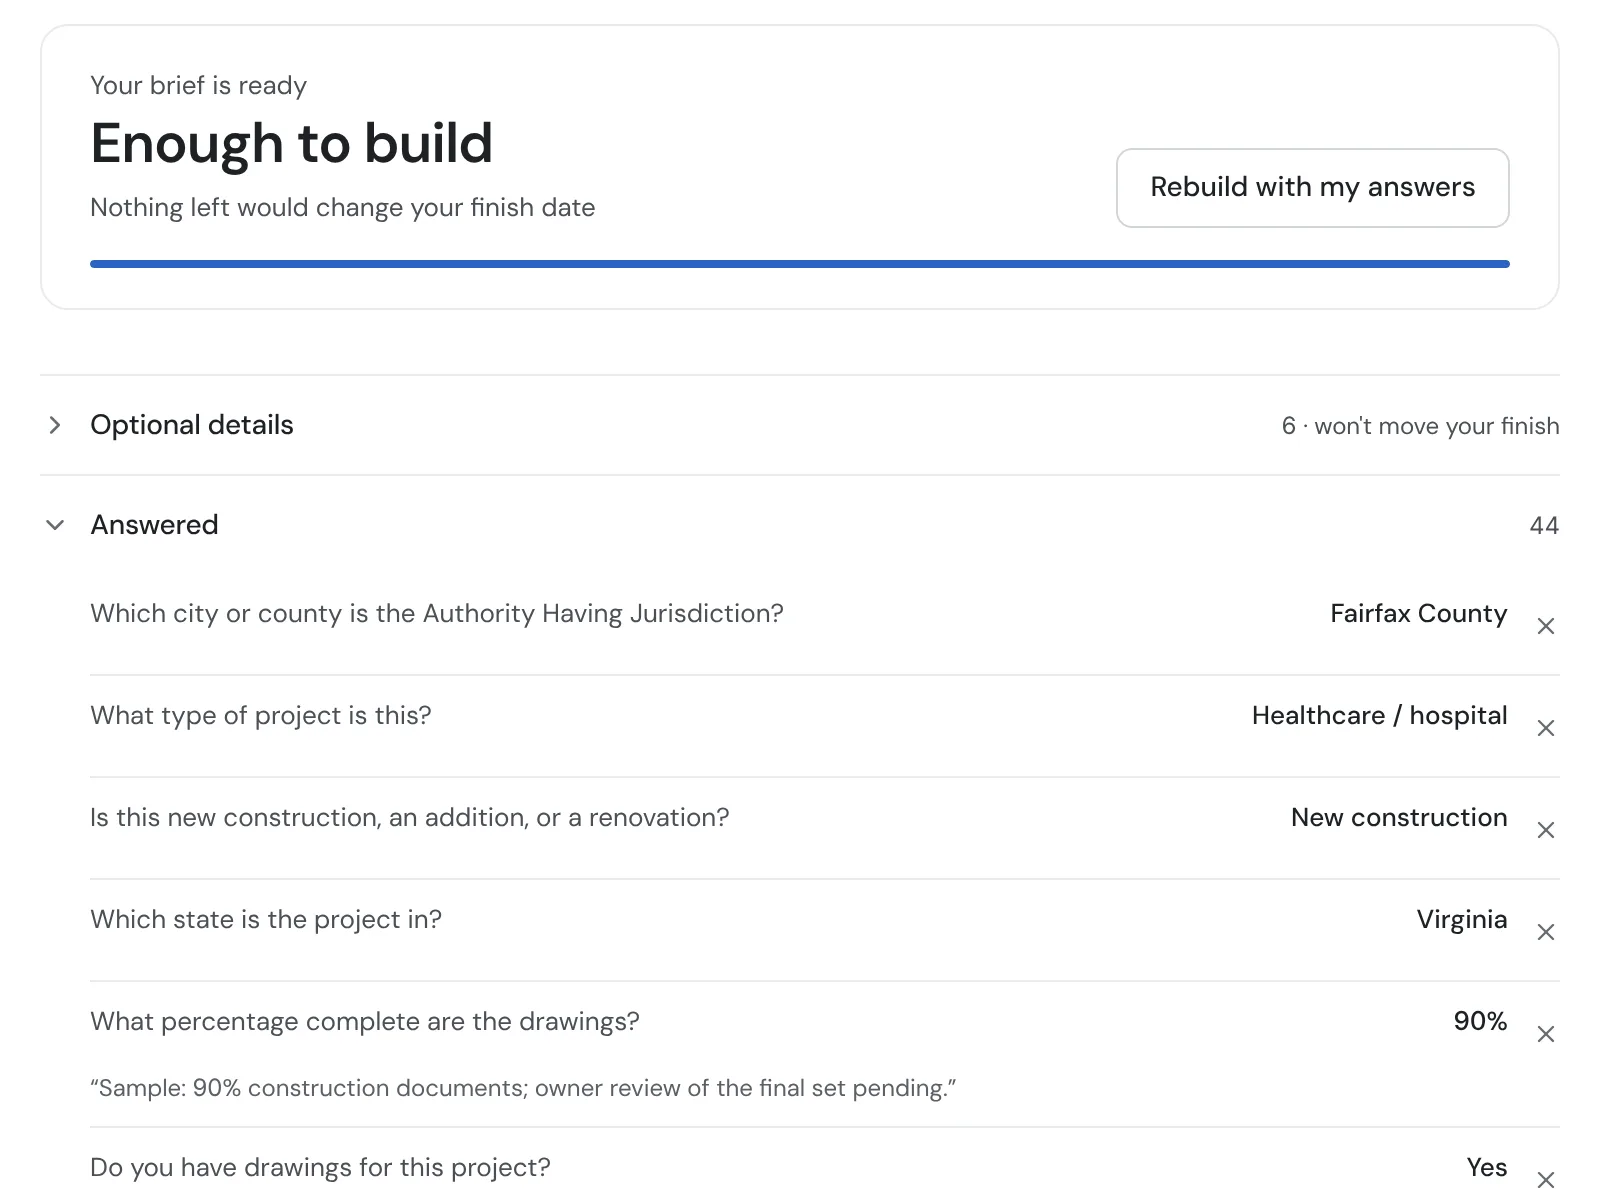 Your brief is ready
Enough to build
Nothing left would change your finish date
Rebuild with my answers
Optional details
6 · won't move your finish
Answered
44
Which city or county is the Authority Having Jurisdiction?
Fairfax County
What type of project is this?
Healthcare / hospital
Is this new construction, an addition, or a renovation?
New construction
Which state is the project in?
Virginia
What percentage complete are the drawings?
90%
“Sample: 90% construction documents; owner review of the final set pending.”
Do you have drawings for this project?
Yes